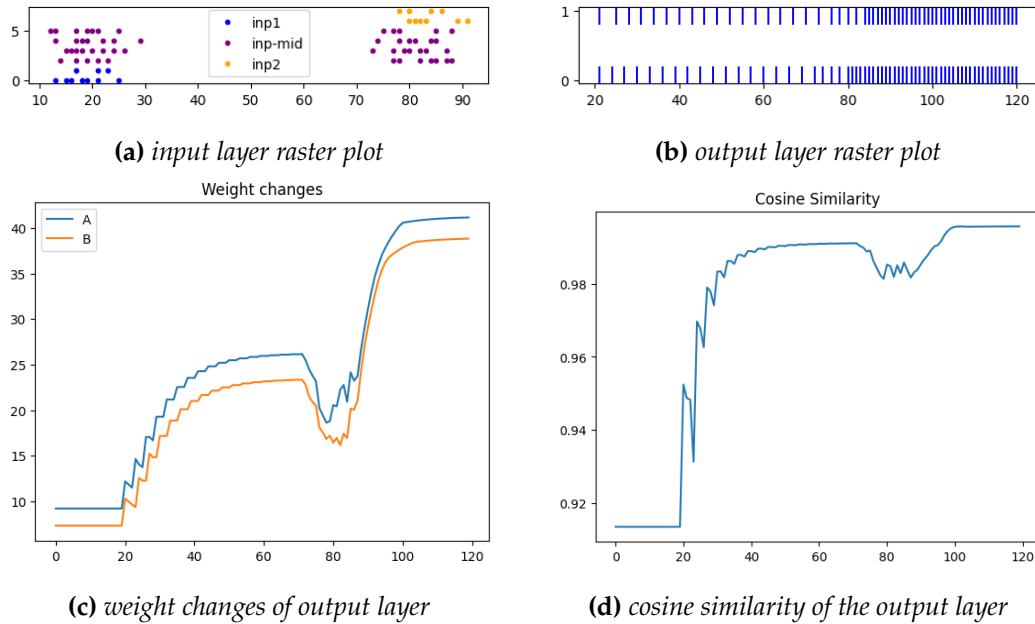 5
0
inp1
inp-mid
inp2
10 20 30 40 50 60 70 80 90
(a) input layer raster plot
1
0
20 40 60 80 100 120
(b) output layer raster plot
Weight changes
A
B
40
35
30
25
20
15
10
0 20 40 60 80 100 120
(c) weight changes of output layer
Cosine Similarity
0.98
0.96
0.94
0.92
0 20 40 60 80 100 120
(d) cosine similarity of the output layer